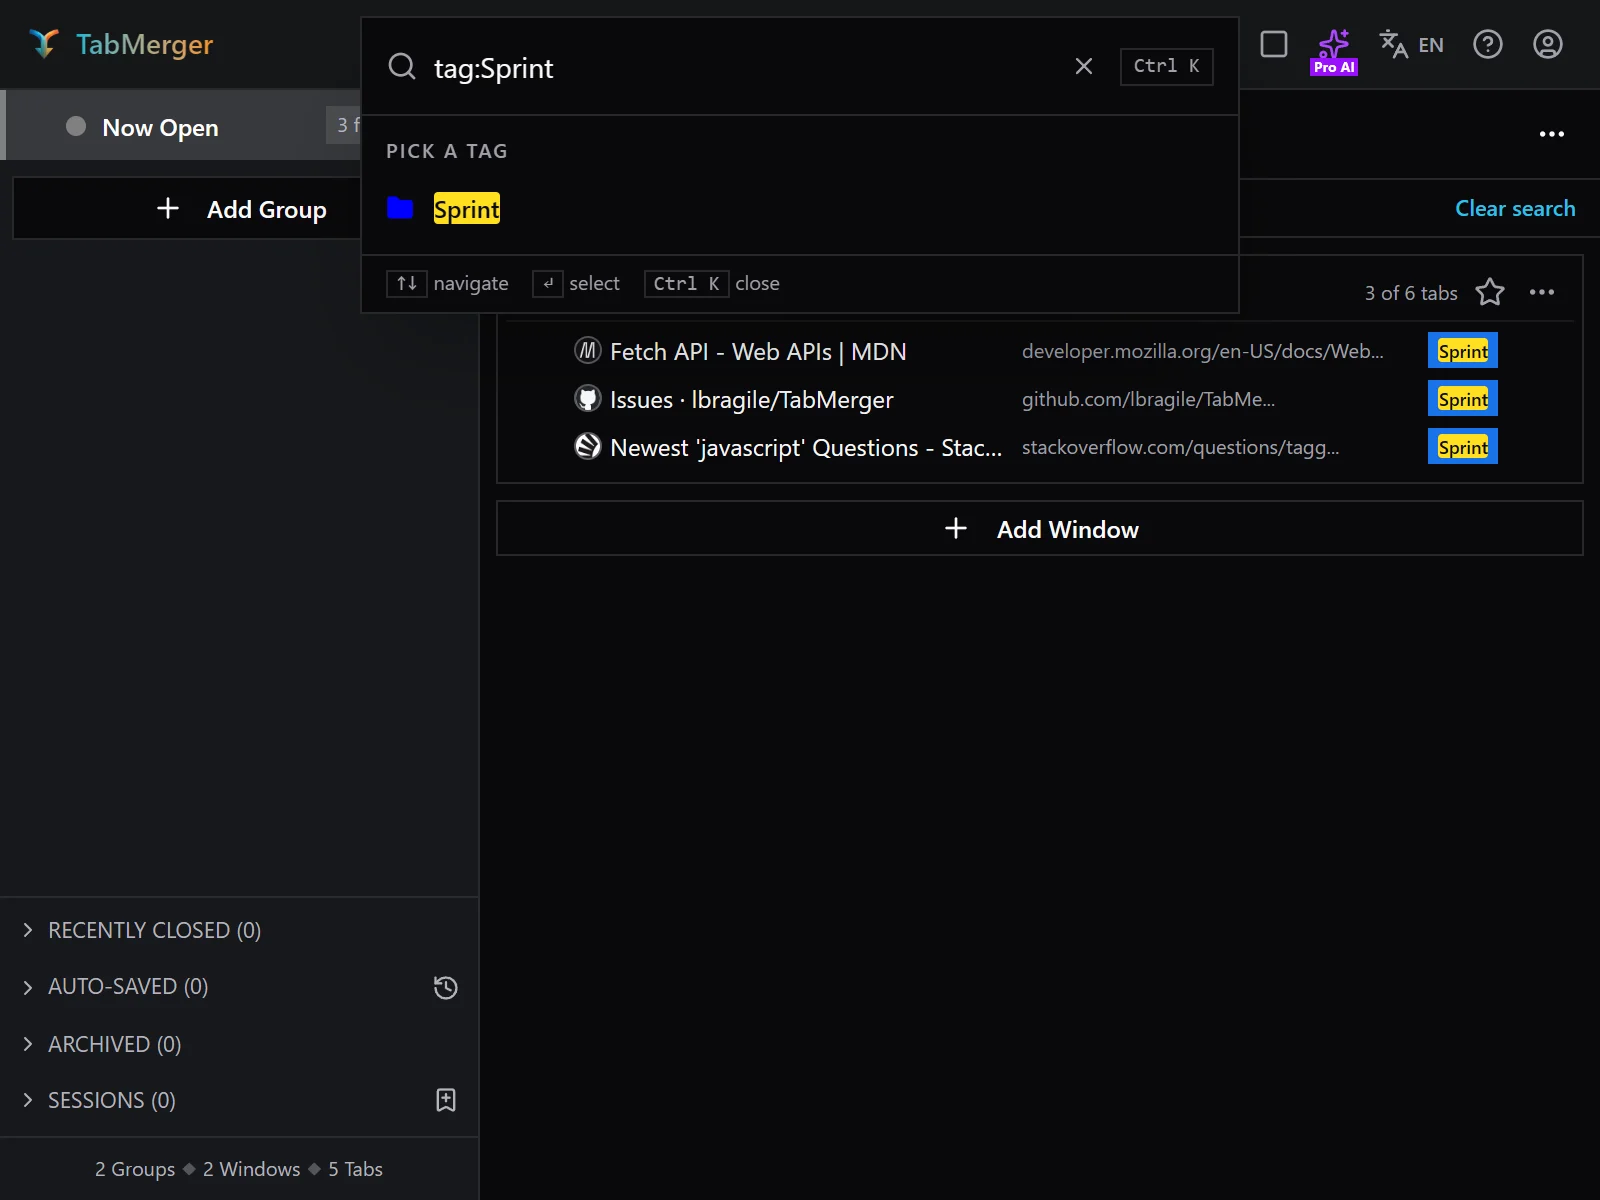 TabMerger
tag:Sprint
Ctrl K
Pro AI
EN
Now Open
3 f
PICK A TAG
Sprint
Add Group
Clear search
navigate
select
Ctrl K close
3 of 6 tabs
Fetch API - Web APIs | MDN developer.mozilla.org/en-US/docs/Web... Sprint
Issues · lbragile/TabMerger github.com/lbragile/TabMe... Sprint
Newest 'javascript' Questions - Stac... stackoverflow.com/questions/tagg... Sprint
Add Window
RECENTLY CLOSED (0)
AUTO-SAVED (0)
ARCHIVED (0)
SESSIONS (0)
2 Groups ◆ 2 Windows ◆ 5 Tabs